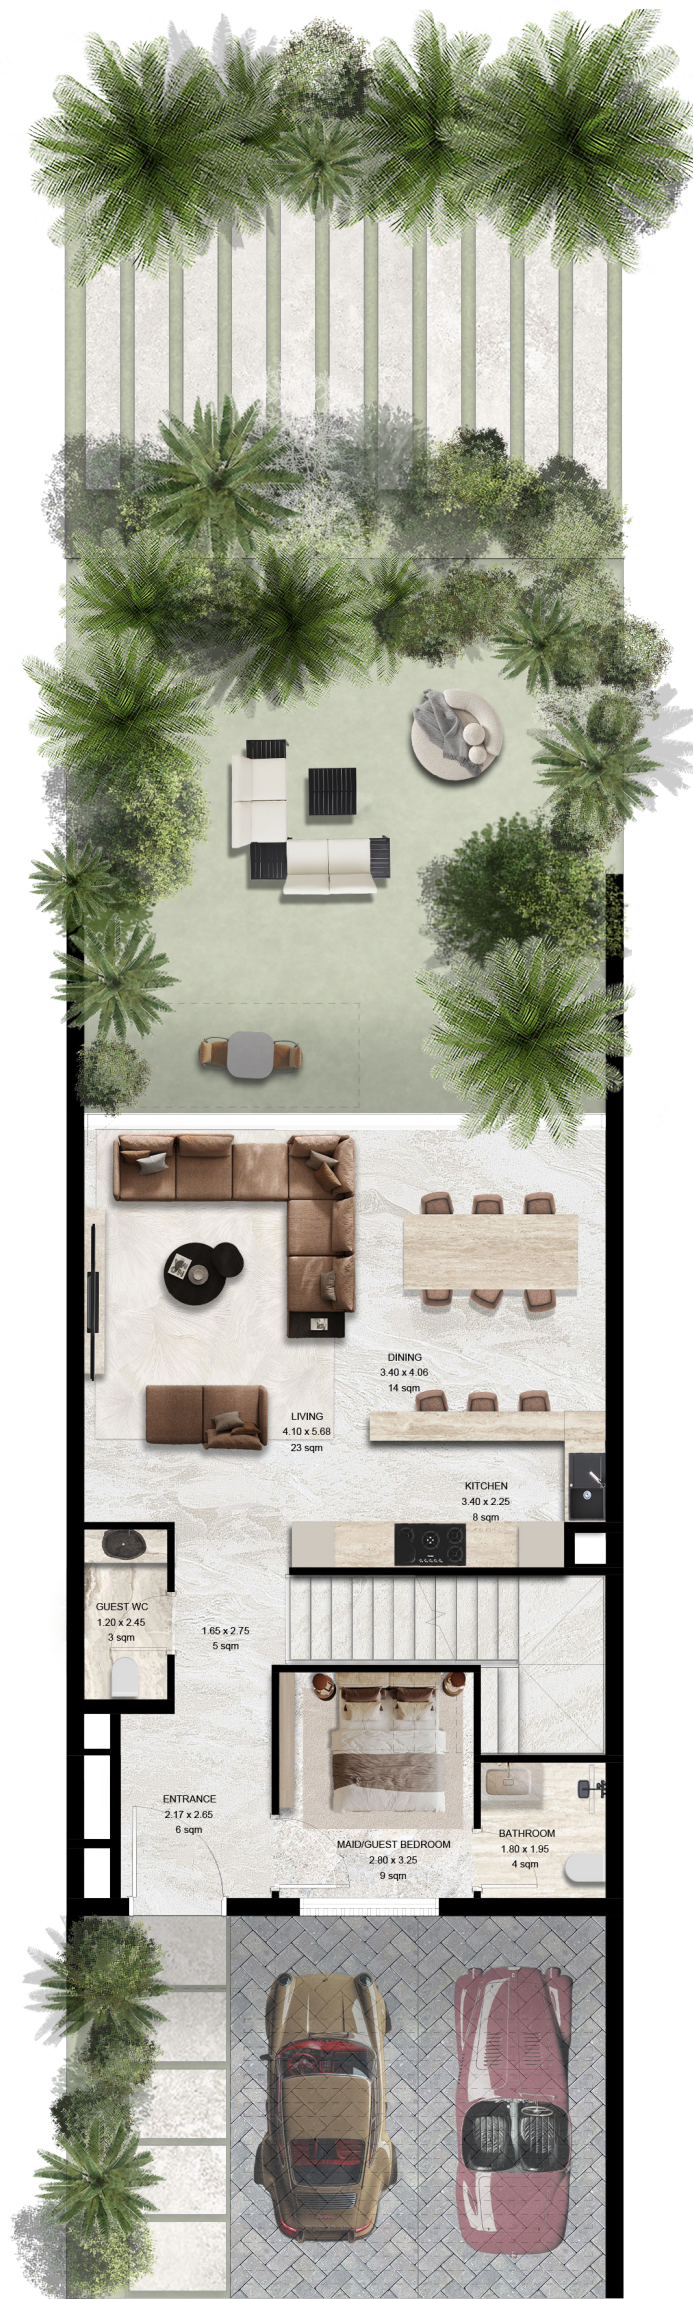 DINING
3.40 x 4.06
14 sqm
LIVING
4.10 x 5.68
23 sqm
KITCHEN
3.40 x 2.25
8 sqm
GUEST WC
1.20 x 2.45
3 sqm
1.65 x 2.75
5 sqm
ENTRANCE
2.17 x 2.65
6 sqm
MAID/GUEST BEDROOM
2.80 x 3.25
9 sqm
BATHROOM
1.80 x 1.95
4 sqm